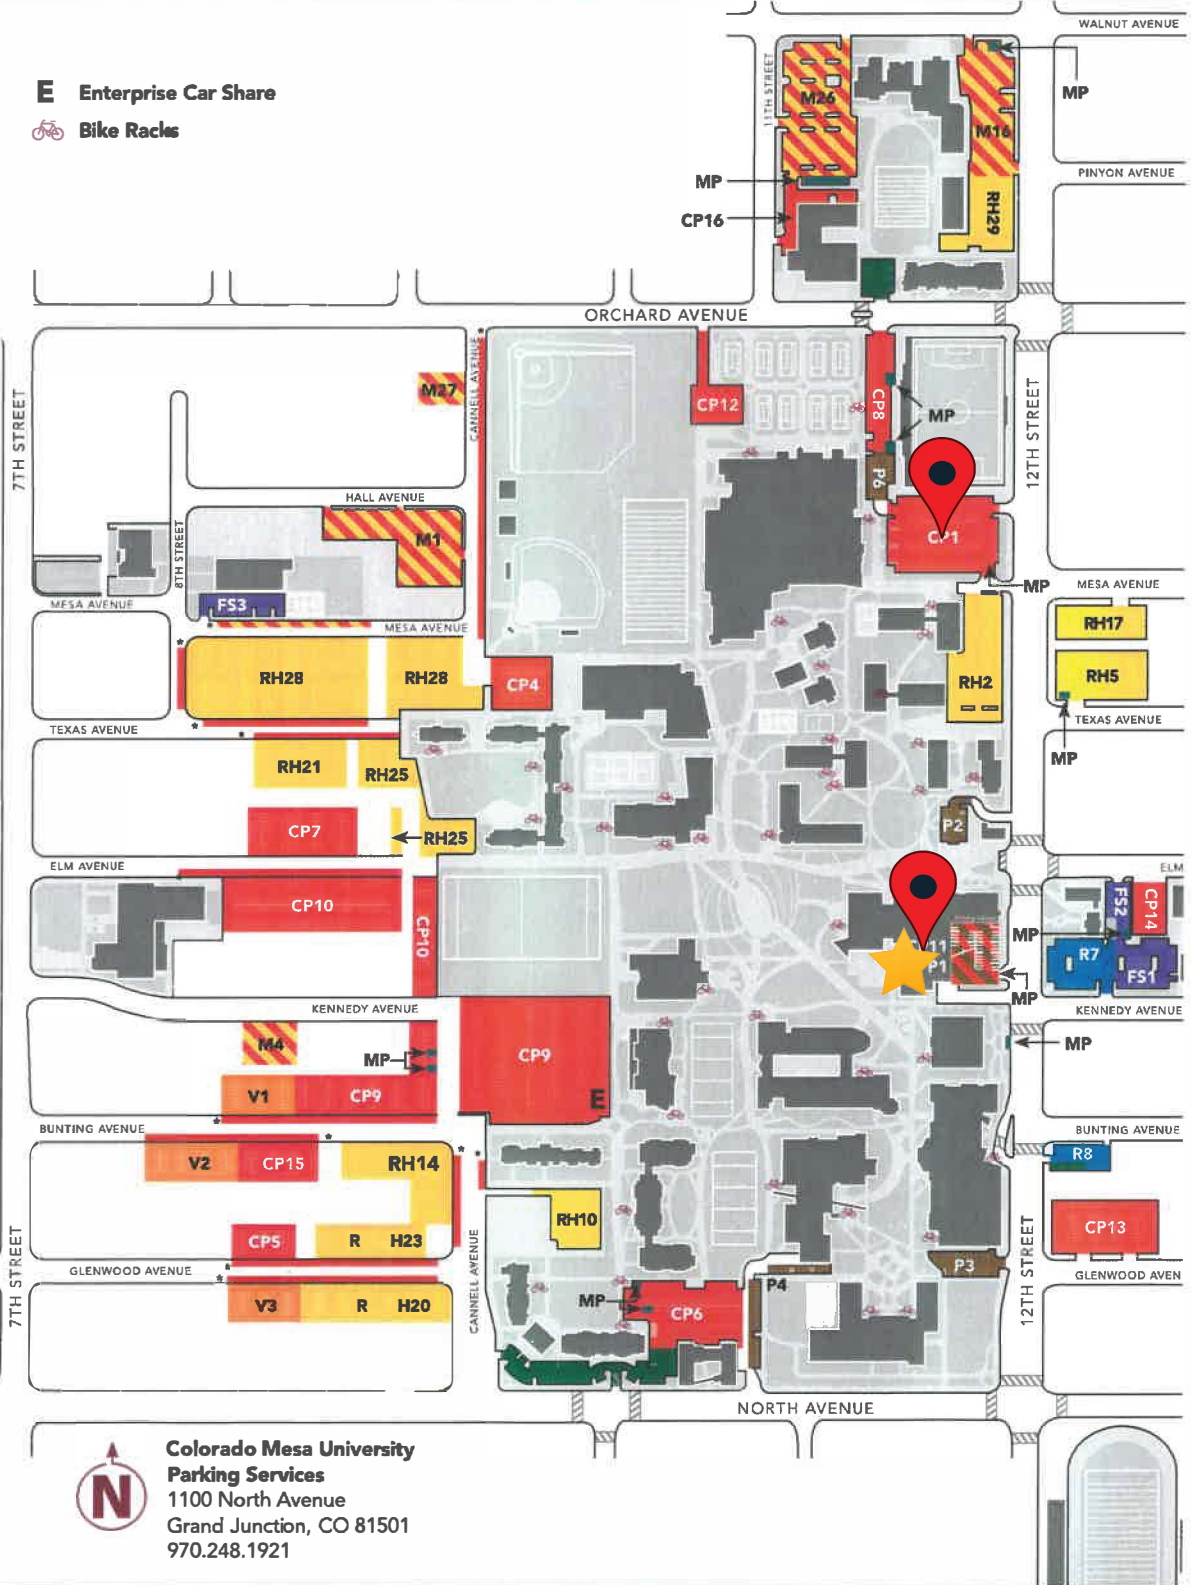 WALNUT AVENUE
E Enterprise Car Share
Bike Racks
11TH STREET
M26
MP
M16
PINYON AVENUE
MP
CP16
RH29
ORCHARD AVENUE
7TH STREET
M27
CANNELL AVENUE
CP12
CP8
MP
12TH STREET
P6
HALL AVENUE
8TH STREET
M1
CP1
MP
MESA AVENUE
MESA AVENUE
FS3
MESA AVENUE
RH17
RH28
RH28
CP4
RH2
RH5
TEXAS AVENUE
TEXAS AVENUE
MP
RH21
RH25
CP7
RH25
P2
ELM AVENUE
ELM
CP10
CP10
FS2
CP14
MP
R7
FS1
P1
MP
KENNEDY AVENUE
KENNEDY AVENUE
M4
MP
CP9
MP
V1
CP9
E
BUNTING AVENUE
BUNTING AVENUE
V2
CP15
RH14
R8
RH10
CP13
CP5
R H23
7TH STREET
CANNELL AVENUE
12TH STREET
GLENWOOD AVENUE
P3
GLENWOOD AVEN
P4
V3
R H20
MP
CP6
NORTH AVENUE
N
Colorado Mesa University
Parking Services
1100 North Avenue
Grand Junction, CO 81501
970.248.1921